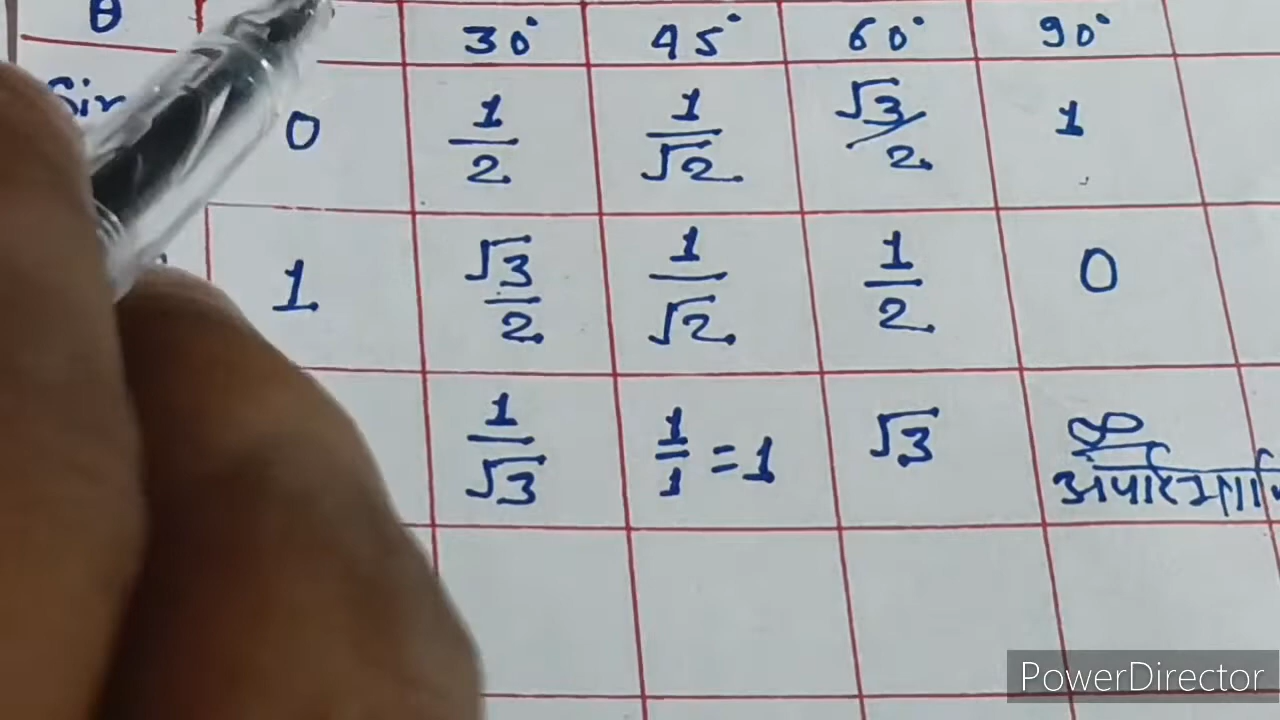 θ 30° 45° 60° 90°
Sin 0 1/2 1/√2 √3/2 1
1 √3/2 1/√2 1/2 0
1/√3 1/1 = 1 √3 ∞
PowerDirector